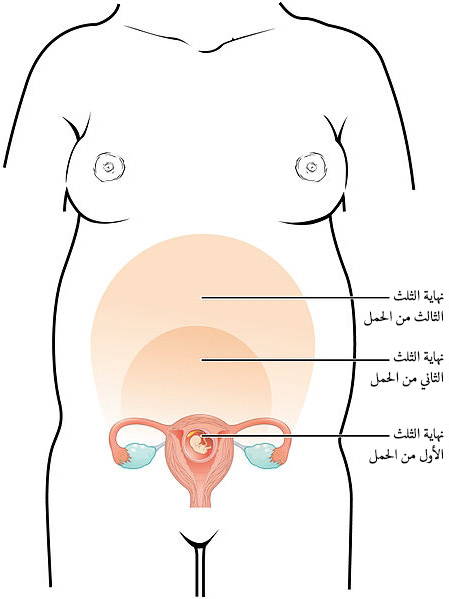 نهاية الثلث
الثالث من الحمل
نهاية الثلث
الثاني من الحمل
نهاية الثلث
الأول من الحمل